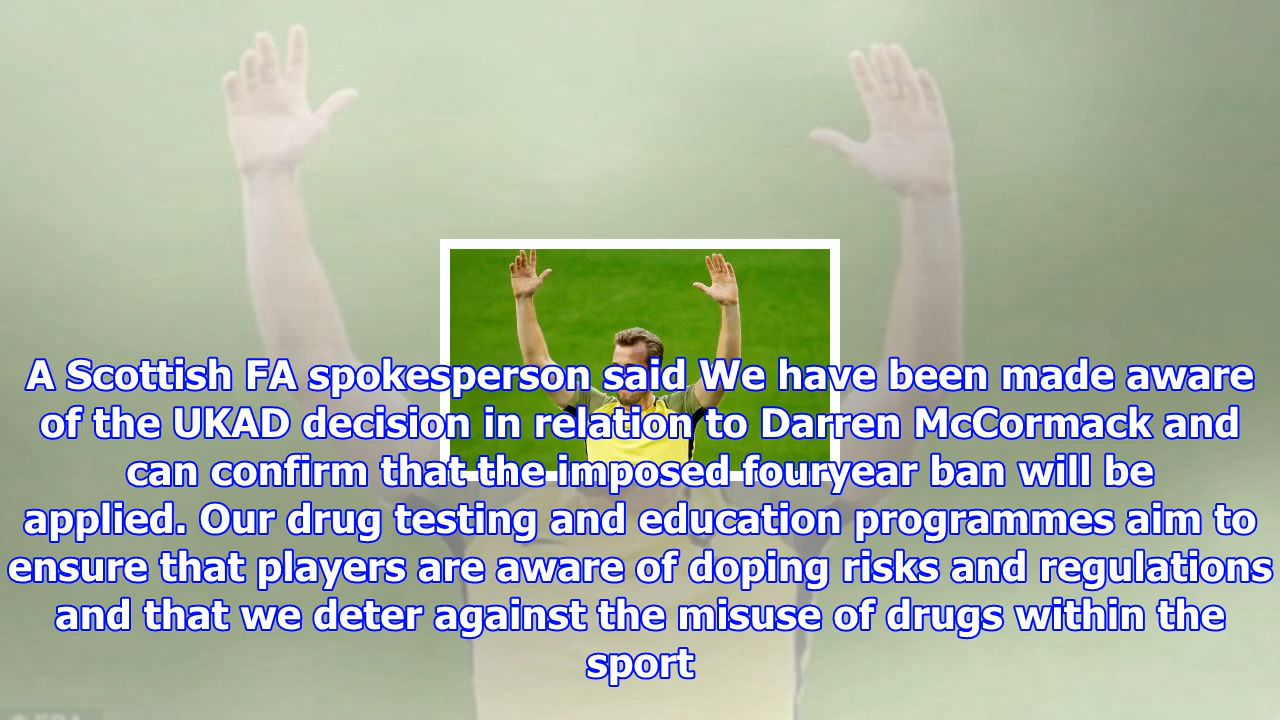 A Scottish FA spokesperson said We have been made aware
of the UKAD decision in relation to Darren McCormack and
can confirm that the imposed fouryear ban will be
applied. Our drug testing and education programmes aim to
ensure that players are aware of doping risks and regulations
and that we deter against the misuse of drugs within the
sport